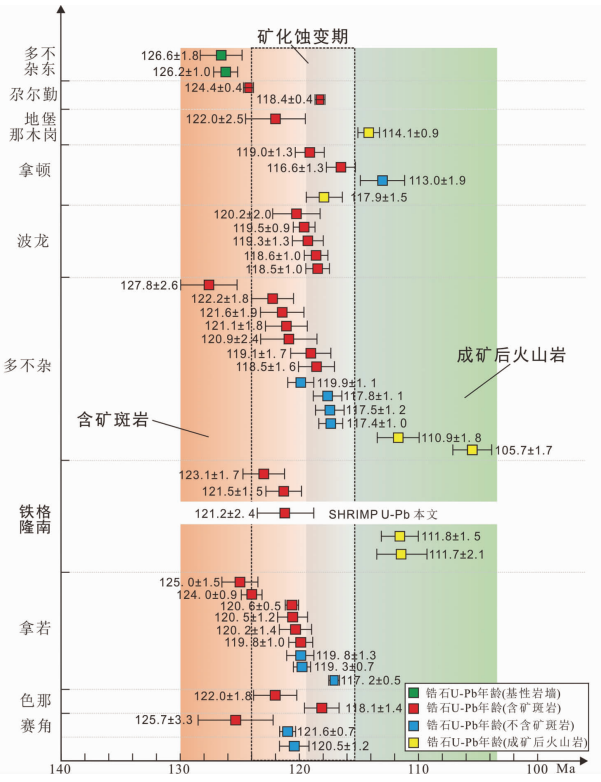 矿化蚀变期
多不
杂东
126.6±1.8
126.2±1.0
124.4±0.4
尕尔勤
118.4±0.4
地堡
那木岗
122.0±2.5
114.1±0.9
拿顿
119.0±1.3
116.6±1.3
113.0±1.9
117.9±1.5
波龙
120.2±2.0
119.5±0.9
119.3±1.3
118.6±1.0
118.5±1.0
127.8±2.6
122.2±1.8
121.6±1.9
121.1±1.8
120.9±2.4
119.1±1.7
成矿后火山岩
多不杂
118.5±1.6
119.9±1.1
117.8±1.1
117.5±1.2
含矿斑岩
117.4±1.0
110.9±1.8
105.7±1.7
123.1±1.7
121.5±1.5
铁格
隆南
121.2±2.4 SHRIMP U-Pb 本文
111.8±1.5
111.7±2.1
125.0±1.5
124.0±0.9
120.6±0.5
拿若
120.5±1.2
120.2±1.4
119.8±1.0
119.8±1.3
119.3±0.7
117.2±0.5
色那
122.0±1.8
118.1±1.4
赛角
125.7±3.3
121.6±0.7
120.5±1.2
锆石U-Pb年龄(基性岩墙)
锆石U-Pb年龄(含矿斑岩)
锆石U-Pb年龄(不含矿斑岩)
锆石U-Pb年龄(成矿后火山岩)
140 130 120 110 100 Ma